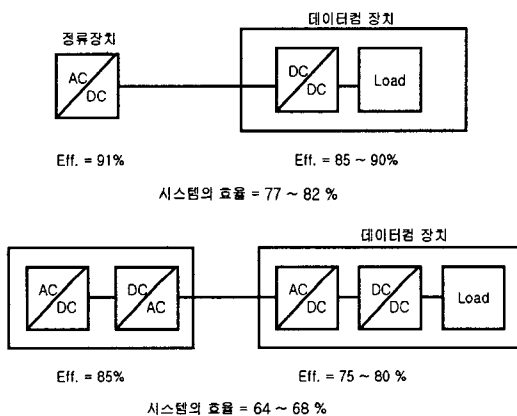 정류장치
데이터컴 장치
AC
DC
DC
DC
Load
Eff. = 91%
Eff. = 85 ~ 90%
시스템의 효율 = 77 ~ 82 %
데이터컴 장치
AC
DC
DC
AC
AC
DC
DC
DC
Load
Eff. = 85%
Eff. = 75 ~ 80 %
시스템의 효율 = 64 ~ 68 %